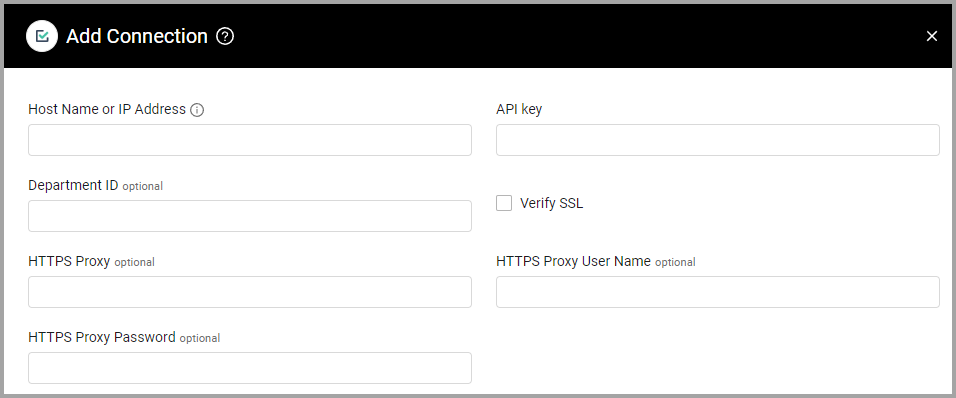 Add Connection ?
Host Name or IP Address i
API key
Department ID optional
Verify SSL
HTTPS Proxy optional
HTTPS Proxy User Name optional
HTTPS Proxy Password optional